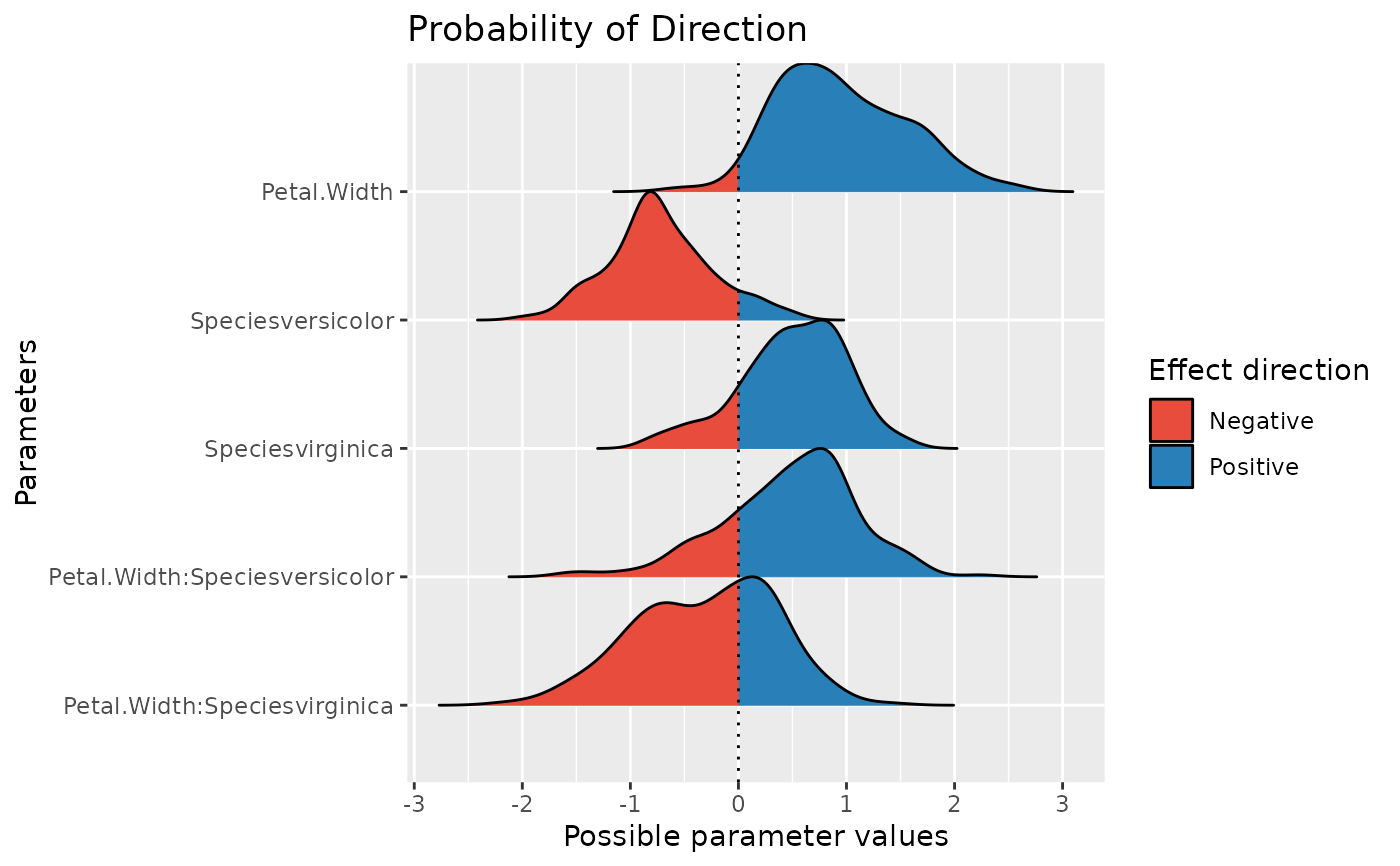 Probability of Direction
Parameters
Petal.Width
Speciesversicolor
Speciesvirginica
Petal.Width:Speciesversicolor
Petal.Width:Speciesvirginica
-3 -2 -1 0 1 2 3
Possible parameter values
Effect direction
Negative
Positive